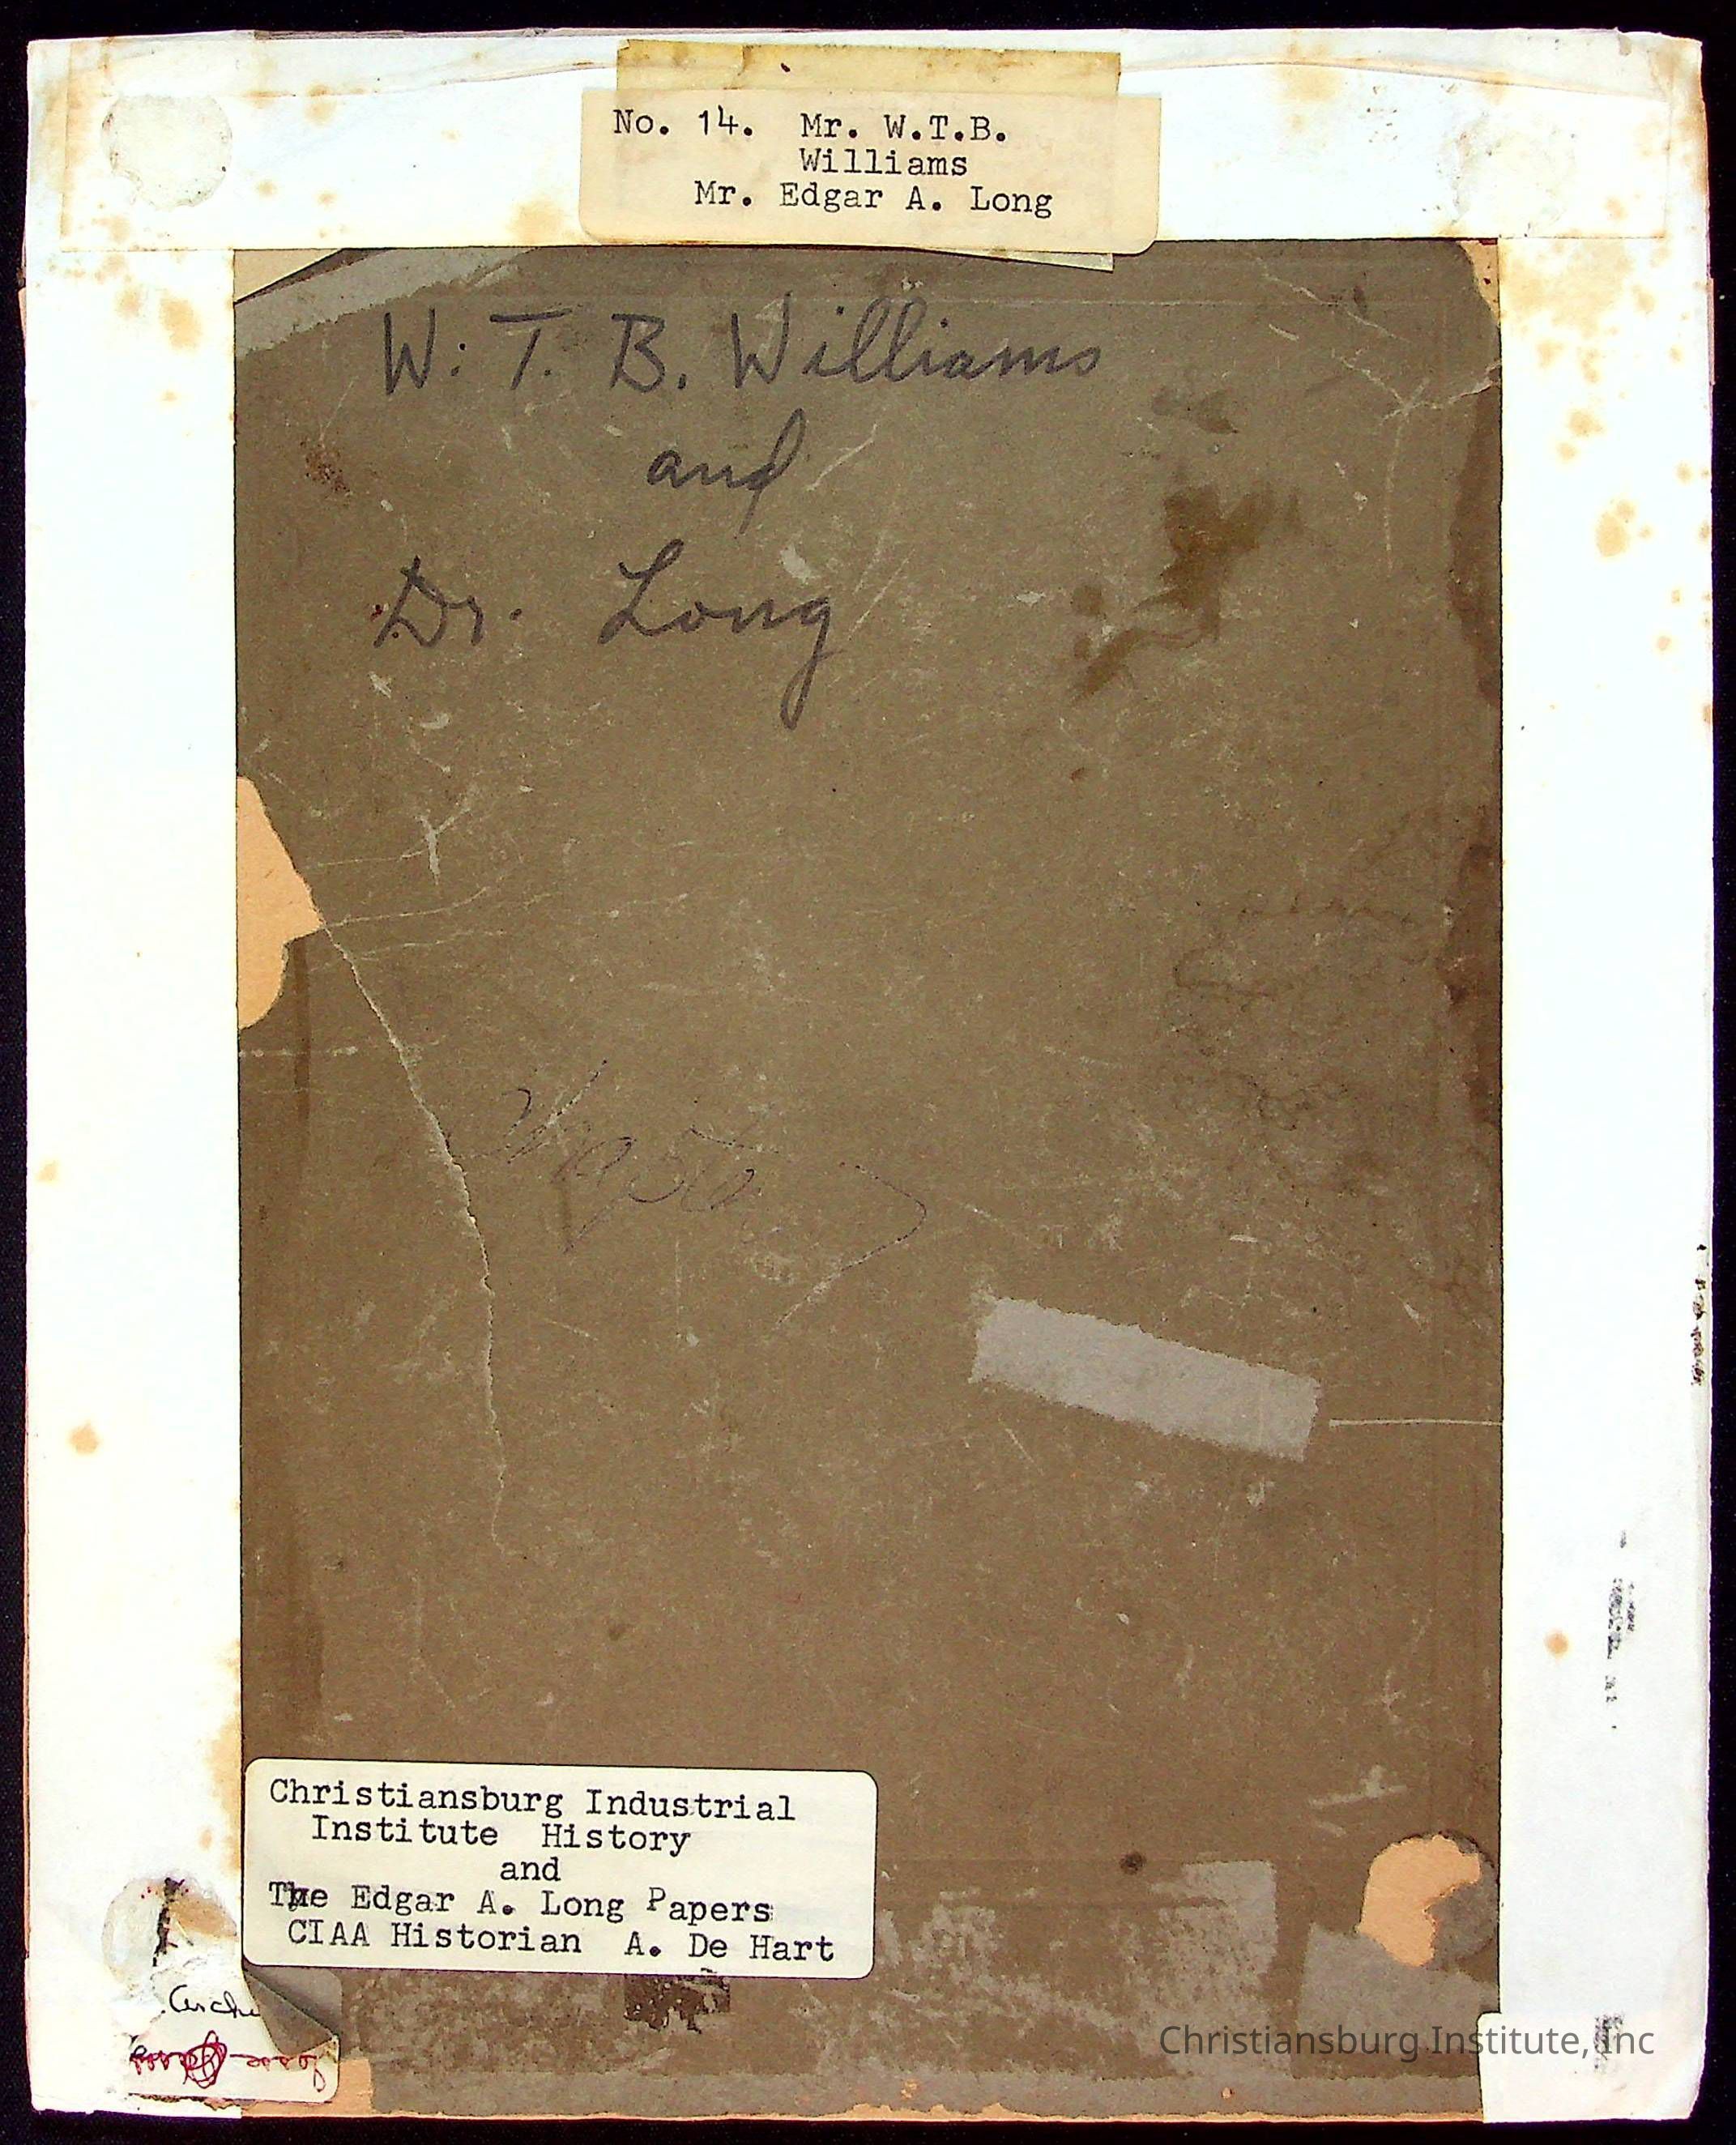 No. 14. Mr. W.T.B.
Williams
Mr. Edgar A. Long
W. T. B. Williams
and
Dr. Long
Christiansburg Industrial
Institute History
and
The Edgar A. Long Papers
CIAA Historian A. De Hart
Christiansburg Institute, Inc